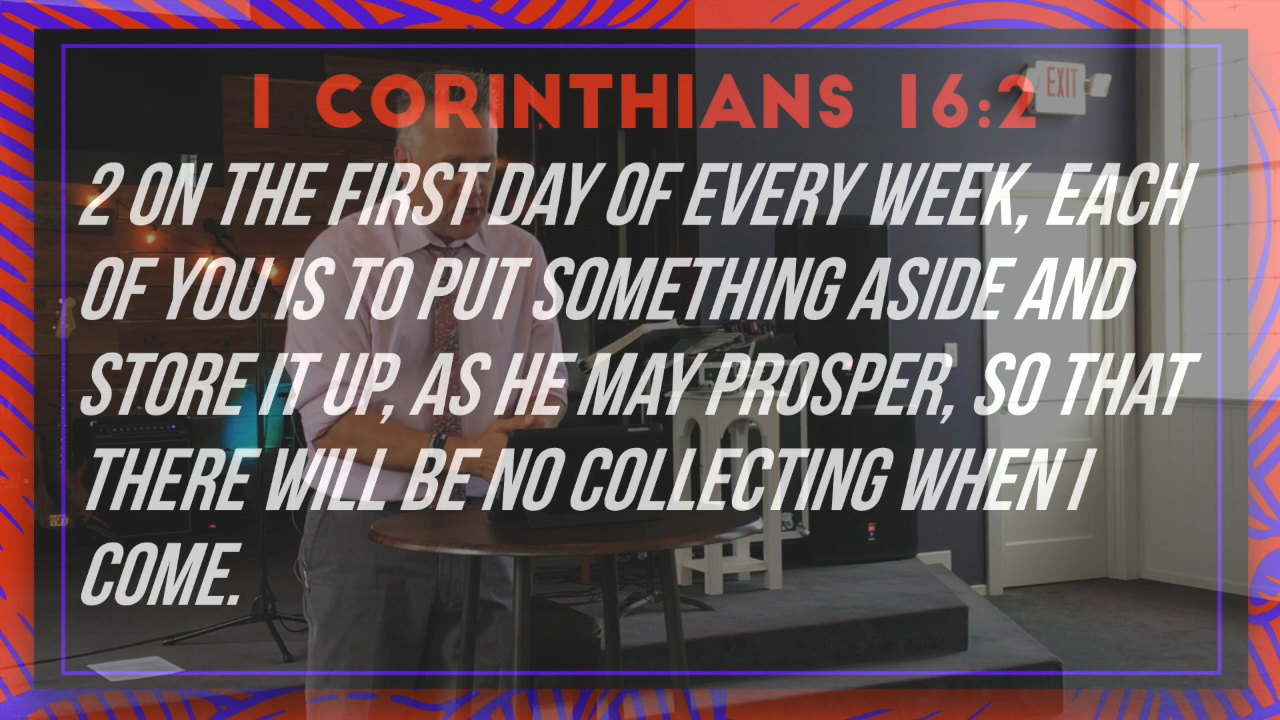 1 CORINTHIANS 16:2
EXIT
2 ON THE FIRST DAY OF EVERY WEEK, EACH
OF YOU IS TO PUT SOMETHING ASIDE AND
STORE IT UP, AS HE MAY PROSPER, SO THAT
THERE WILL BE NO COLLECTING WHEN I
COME.